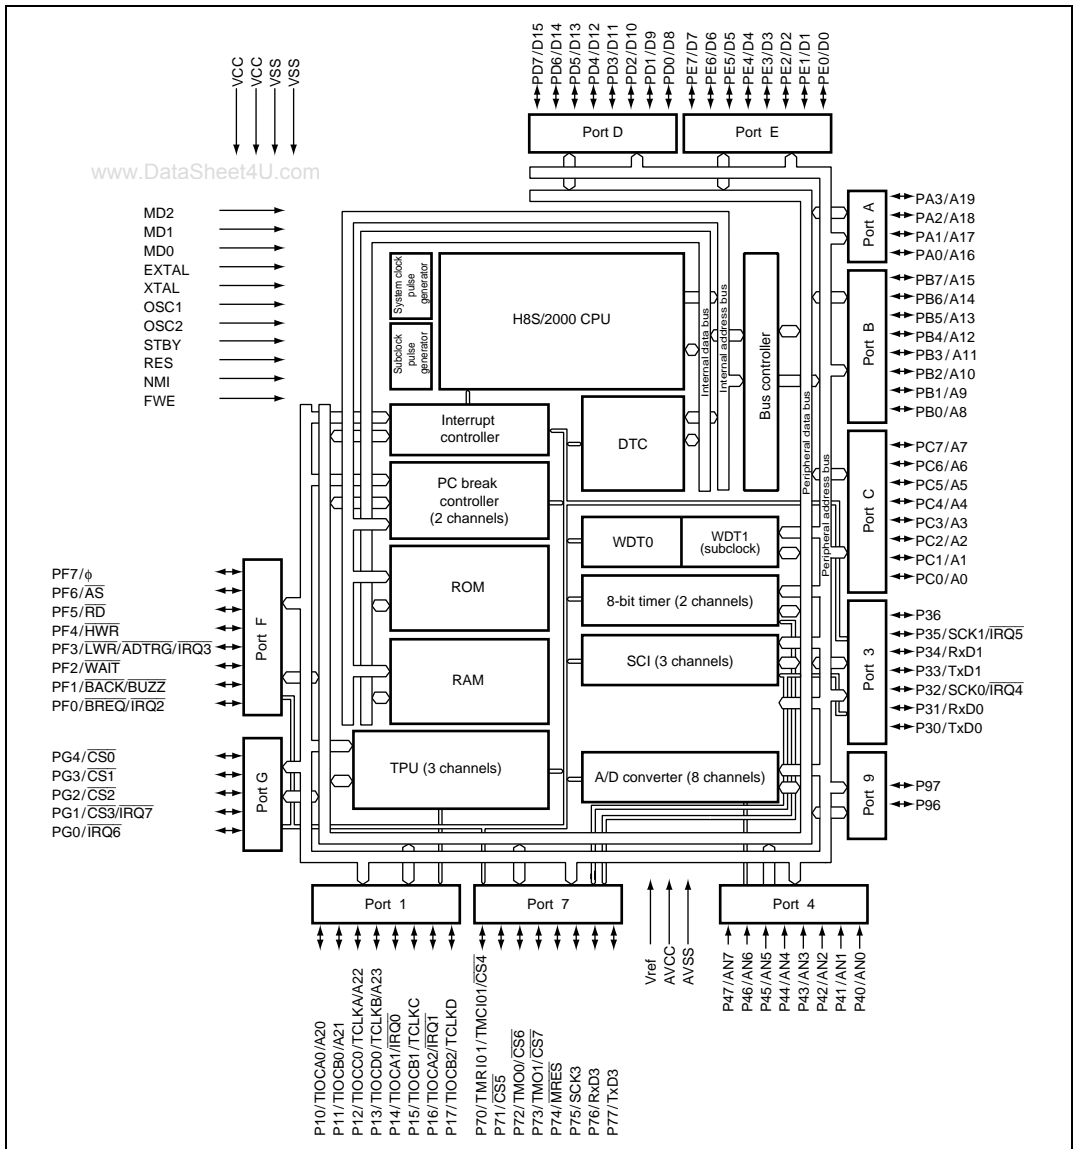 VCC
VCC
VSS
VSS
PD7/D15
PD6/D14
PD5/D13
PD4/D12
PD3/D11
PD2/D10
PD1/D9
PD0/D8
PE7/D7
PE6/D6
PE5/D5
PE4/D4
PE3/D3
PE2/D2
PE1/D1
PE0/D0
Port D
Port E
www.DataSheet4U.com
MD2
MD1
MD0
EXTAL
XTAL
OSC1
OSC2
STBY
RES
NMI
FWE
System clock
pulse
generator
Subclock
pulse
generator
H8S/2000 CPU
Internal data bus
Internal address bus
Bus controller
Peripheral data bus
Peripheral address bus
Interrupt
controller
DTC
PC break
controller
(2 channels)
WDT0
WDT1
(subclock)
ROM
8-bit timer (2 channels)
SCI (3 channels)
RAM
TPU (3 channels)
A/D converter (8 channels)
Port A
PA3/A19
PA2/A18
PA1/A17
PA0/A16
Port B
PB7/A15
PB6/A14
PB5/A13
PB4/A12
PB3/A11
PB2/A10
PB1/A9
PB0/A8
Port C
PC7/A7
PC6/A6
PC5/A5
PC4/A4
PC3/A3
PC2/A2
PC1/A1
PC0/A0
Port 3
P36
P35/SCK1/IRQ5
P34/RxD1
P33/TxD1
P32/SCK0/IRQ4
P31/RxD0
P30/TxD0
Port 9
P97
P96
PF7/ϕ
PF6/AS
PF5/RD
PF4/HWR
PF3/LWR/ADTRG/IRQ3
PF2/WAIT
PF1/BACK/BUZZ
PF0/BREQ/IRQ2
Port F
PG4/CS0
PG3/CS1
PG2/CS2
PG1/CS3/IRQ7
PG0/IRQ6
Port G
Port 1
Port 7
Port 4
P10/TIOCA0/A20
P11/TIOCB0/A21
P12/TIOCC0/TCLKA/A22
P13/TIOCD0/TCLKB/A23
P14/TIOCA1/IRQ0
P15/TIOCB1/TCLKC
P16/TIOCA2/IRQ1
P17/TIOCB2/TCLKD
P70/TMRI01/TMCI01/CS4
P71/CS5
P72/TMO0/CS6
P73/TMO1/CS7
P74/MRES
P75/SCK3
P76/RxD3
P77/TxD3
Vref
AVCC
AVSS
P47/AN7
P46/AN6
P45/AN5
P44/AN4
P43/AN3
P42/AN2
P41/AN1
P40/AN0